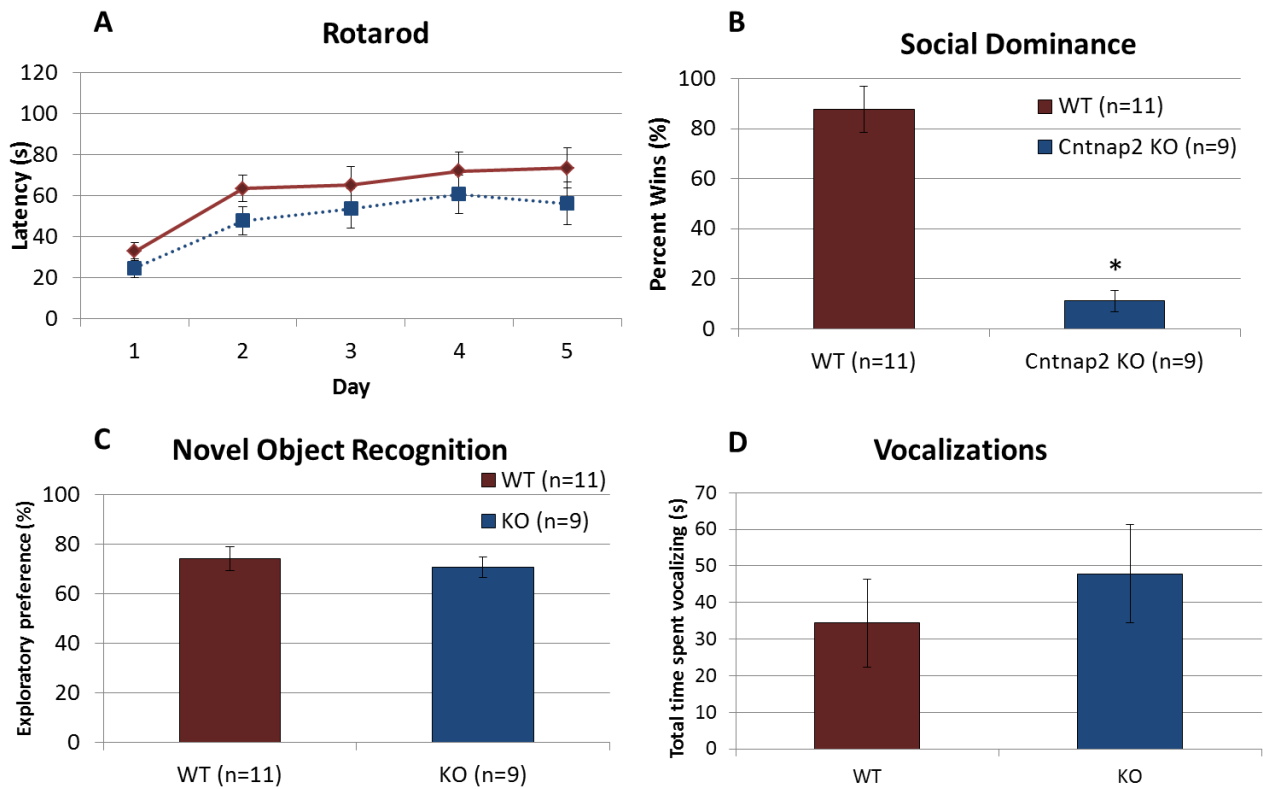 A
Rotarod
Latency (s)
120
100
80
60
40
20
0
1 2 3 4 5
Day
B
Social Dominance
Percent Wins (%)
100
80
60
40
20
0
WT (n=11)
Cntnap2 KO (n=9)
*
WT (n=11) Cntnap2 KO (n=9)
C
Novel Object Recognition
Exploratory preference (%)
WT (n=11)
KO (n=9)
100
80
60
40
20
0
WT (n=11) KO (n=9)
D
Vocalizations
Total time spent vocalizing (s)
70
60
50
40
30
20
10
0
WT KO